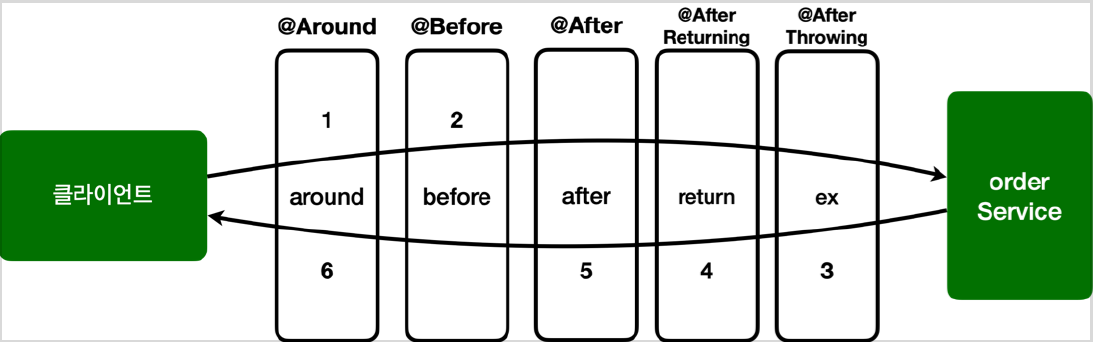 @Around
@Before
@After
@After
Returning
@After
Throwing
1
2
클라이언트
around
before
after
return
ex
order
Service
6
5
4
3